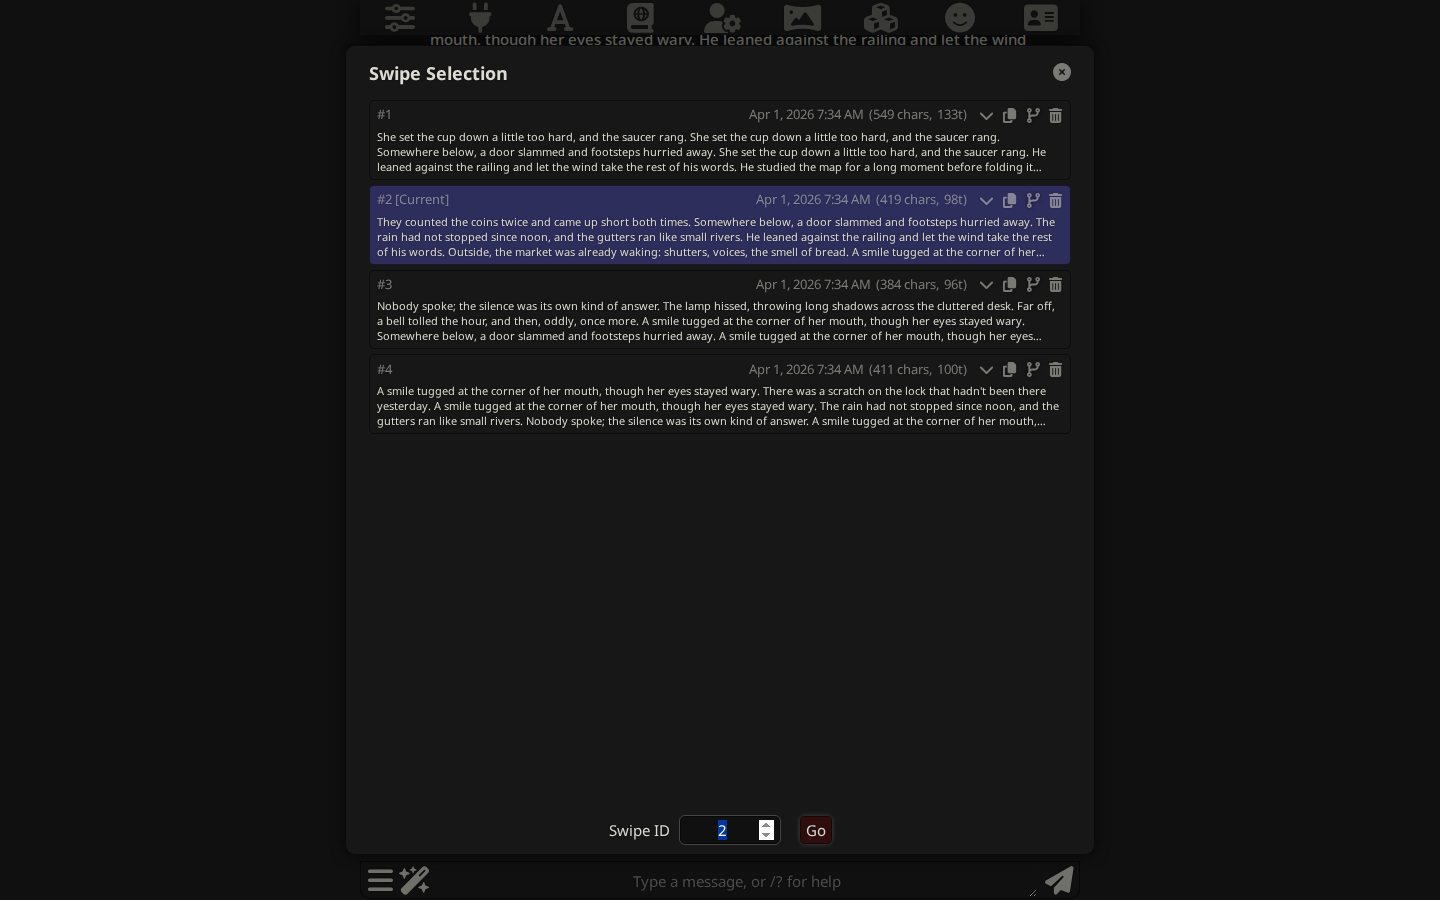 mouth, though her eyes stayed wary. He leaned against the railing and let the wind
Swipe Selection
#1 Apr 1, 2026 7:34 AM (549 chars, 133t)
She set the cup down a little too hard, and the saucer rang. She set the cup down a little too hard, and the saucer rang.
Somewhere below, a door slammed and footsteps hurried away. She set the cup down a little too hard, and the saucer rang. He
leaned against the railing and let the wind take the rest of his words. He studied the map for a long moment before folding it...
#2 [Current] Apr 1, 2026 7:34 AM (419 chars, 98t)
They counted the coins twice and came up short both times. Somewhere below, a door slammed and footsteps hurried away. The
rain had not stopped since noon, and the gutters ran like small rivers. He leaned against the railing and let the wind take the rest
of his words. Outside, the market was already waking: shutters, voices, the smell of bread. A smile tugged at the corner of her...
#3 Apr 1, 2026 7:34 AM (384 chars, 96t)
Nobody spoke; the silence was its own kind of answer. The lamp hissed, throwing long shadows across the cluttered desk. Far off,
a bell tolled the hour, and then, oddly, once more. A smile tugged at the corner of her mouth, though her eyes stayed wary.
Somewhere below, a door slammed and footsteps hurried away. A smile tugged at the corner of her mouth, though her eyes...
#4 Apr 1, 2026 7:34 AM (411 chars, 100t)
A smile tugged at the corner of her mouth, though her eyes stayed wary. There was a scratch on the lock that hadn't been there
yesterday. A smile tugged at the corner of her mouth, though her eyes stayed wary. The rain had not stopped since noon, and the
gutters ran like small rivers. Nobody spoke; the silence was its own kind of answer. A smile tugged at the corner of her mouth,...
Swipe ID 2 Go
Type a message, or /? for help